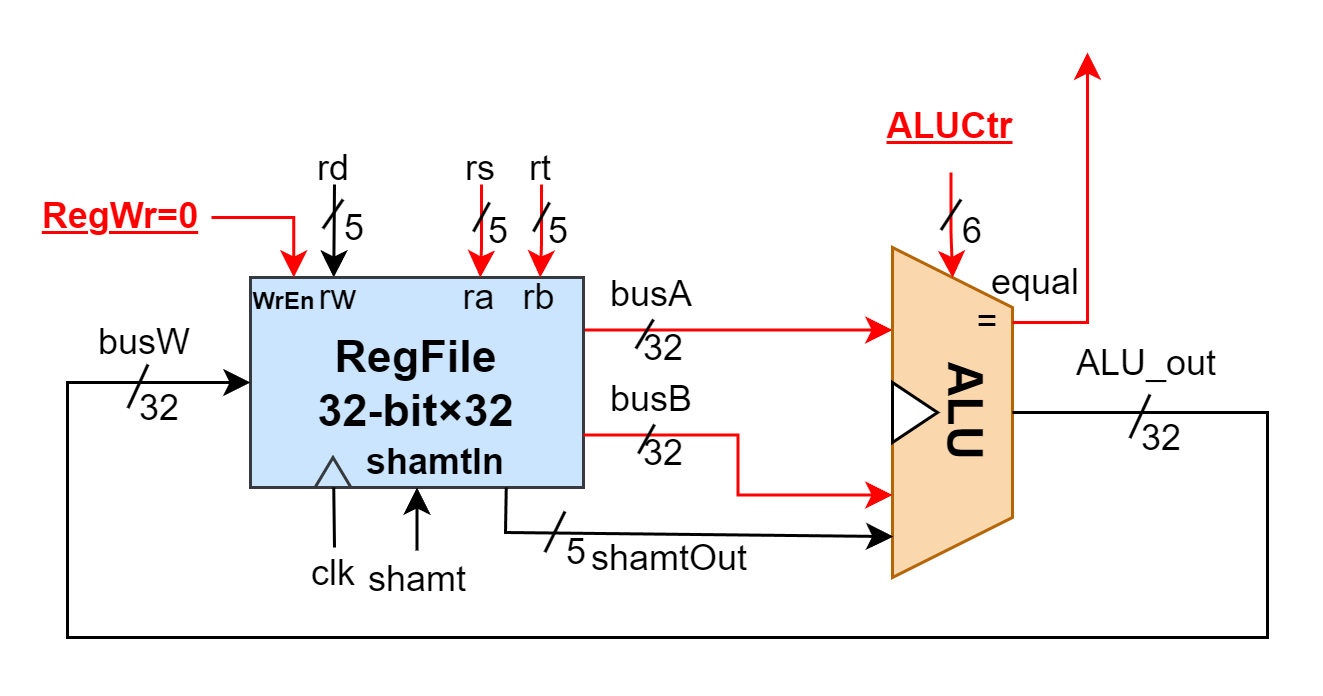 ALUCtr
rd
rs
rt
RegWr=0
5
5
5
6
equal
WrEn
rw
ra
rb
busA
=
32
busW
RegFile
ALU_out
32
32-bit×32
busB
32
32
ALU
shamtIn
5
shamtOut
clk
shamt